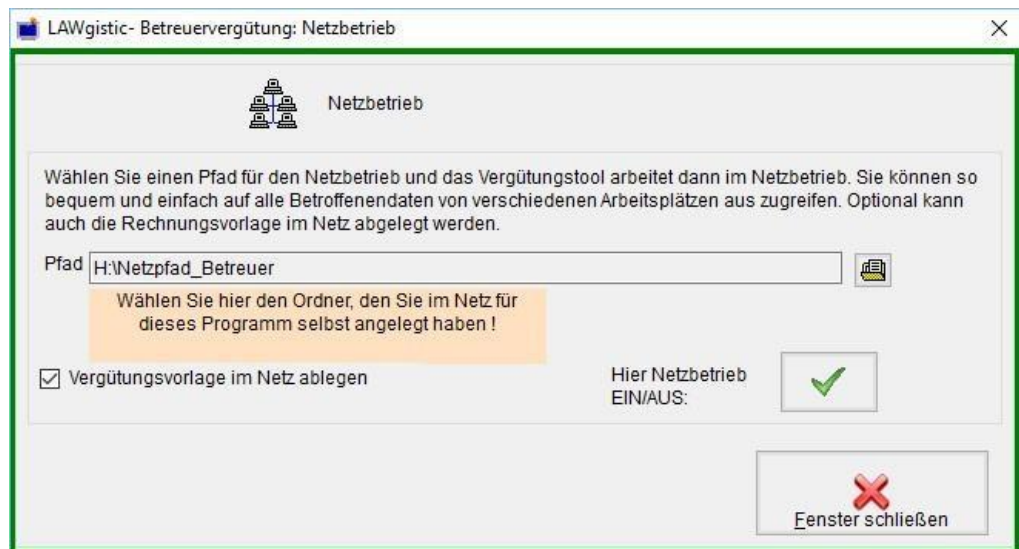 LAWgistic- Betreuervergütung: Netzbetrieb
Netzbetrieb
Wählen Sie einen Pfad für den Netzbetrieb und das Vergütungstool arbeitet dann im Netzbetrieb. Sie können so
bequem und einfach auf alle Betroffenendaten von verschiedenen Arbeitsplätzen aus zugreifen. Optional kann
auch die Rechnungsvorlage im Netz abgelegt werden.
Pfad H:\Netzpfad_Betreuer
Wählen Sie hier den Ordner, den Sie im Netz für
dieses Programm selbst angelegt haben !
Vergütungsvorlage im Netz ablegen
Hier Netzbetrieb
EIN/AUS:
Fenster schließen